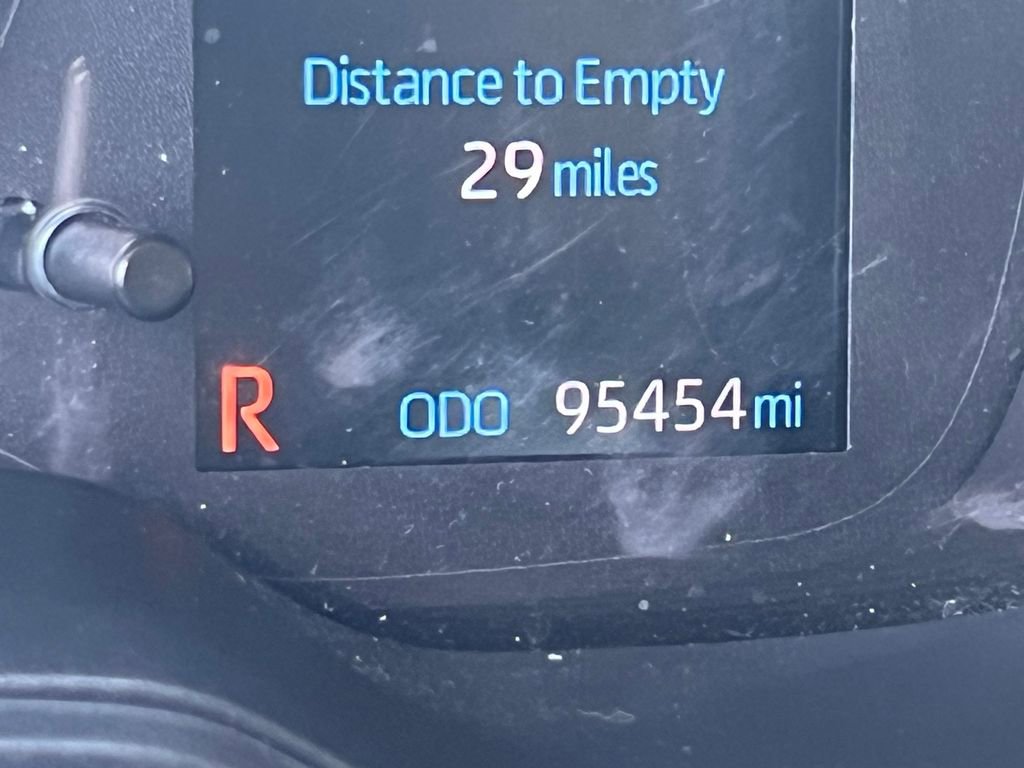 Distance to Empty
29 miles
R ODO 95454 mi